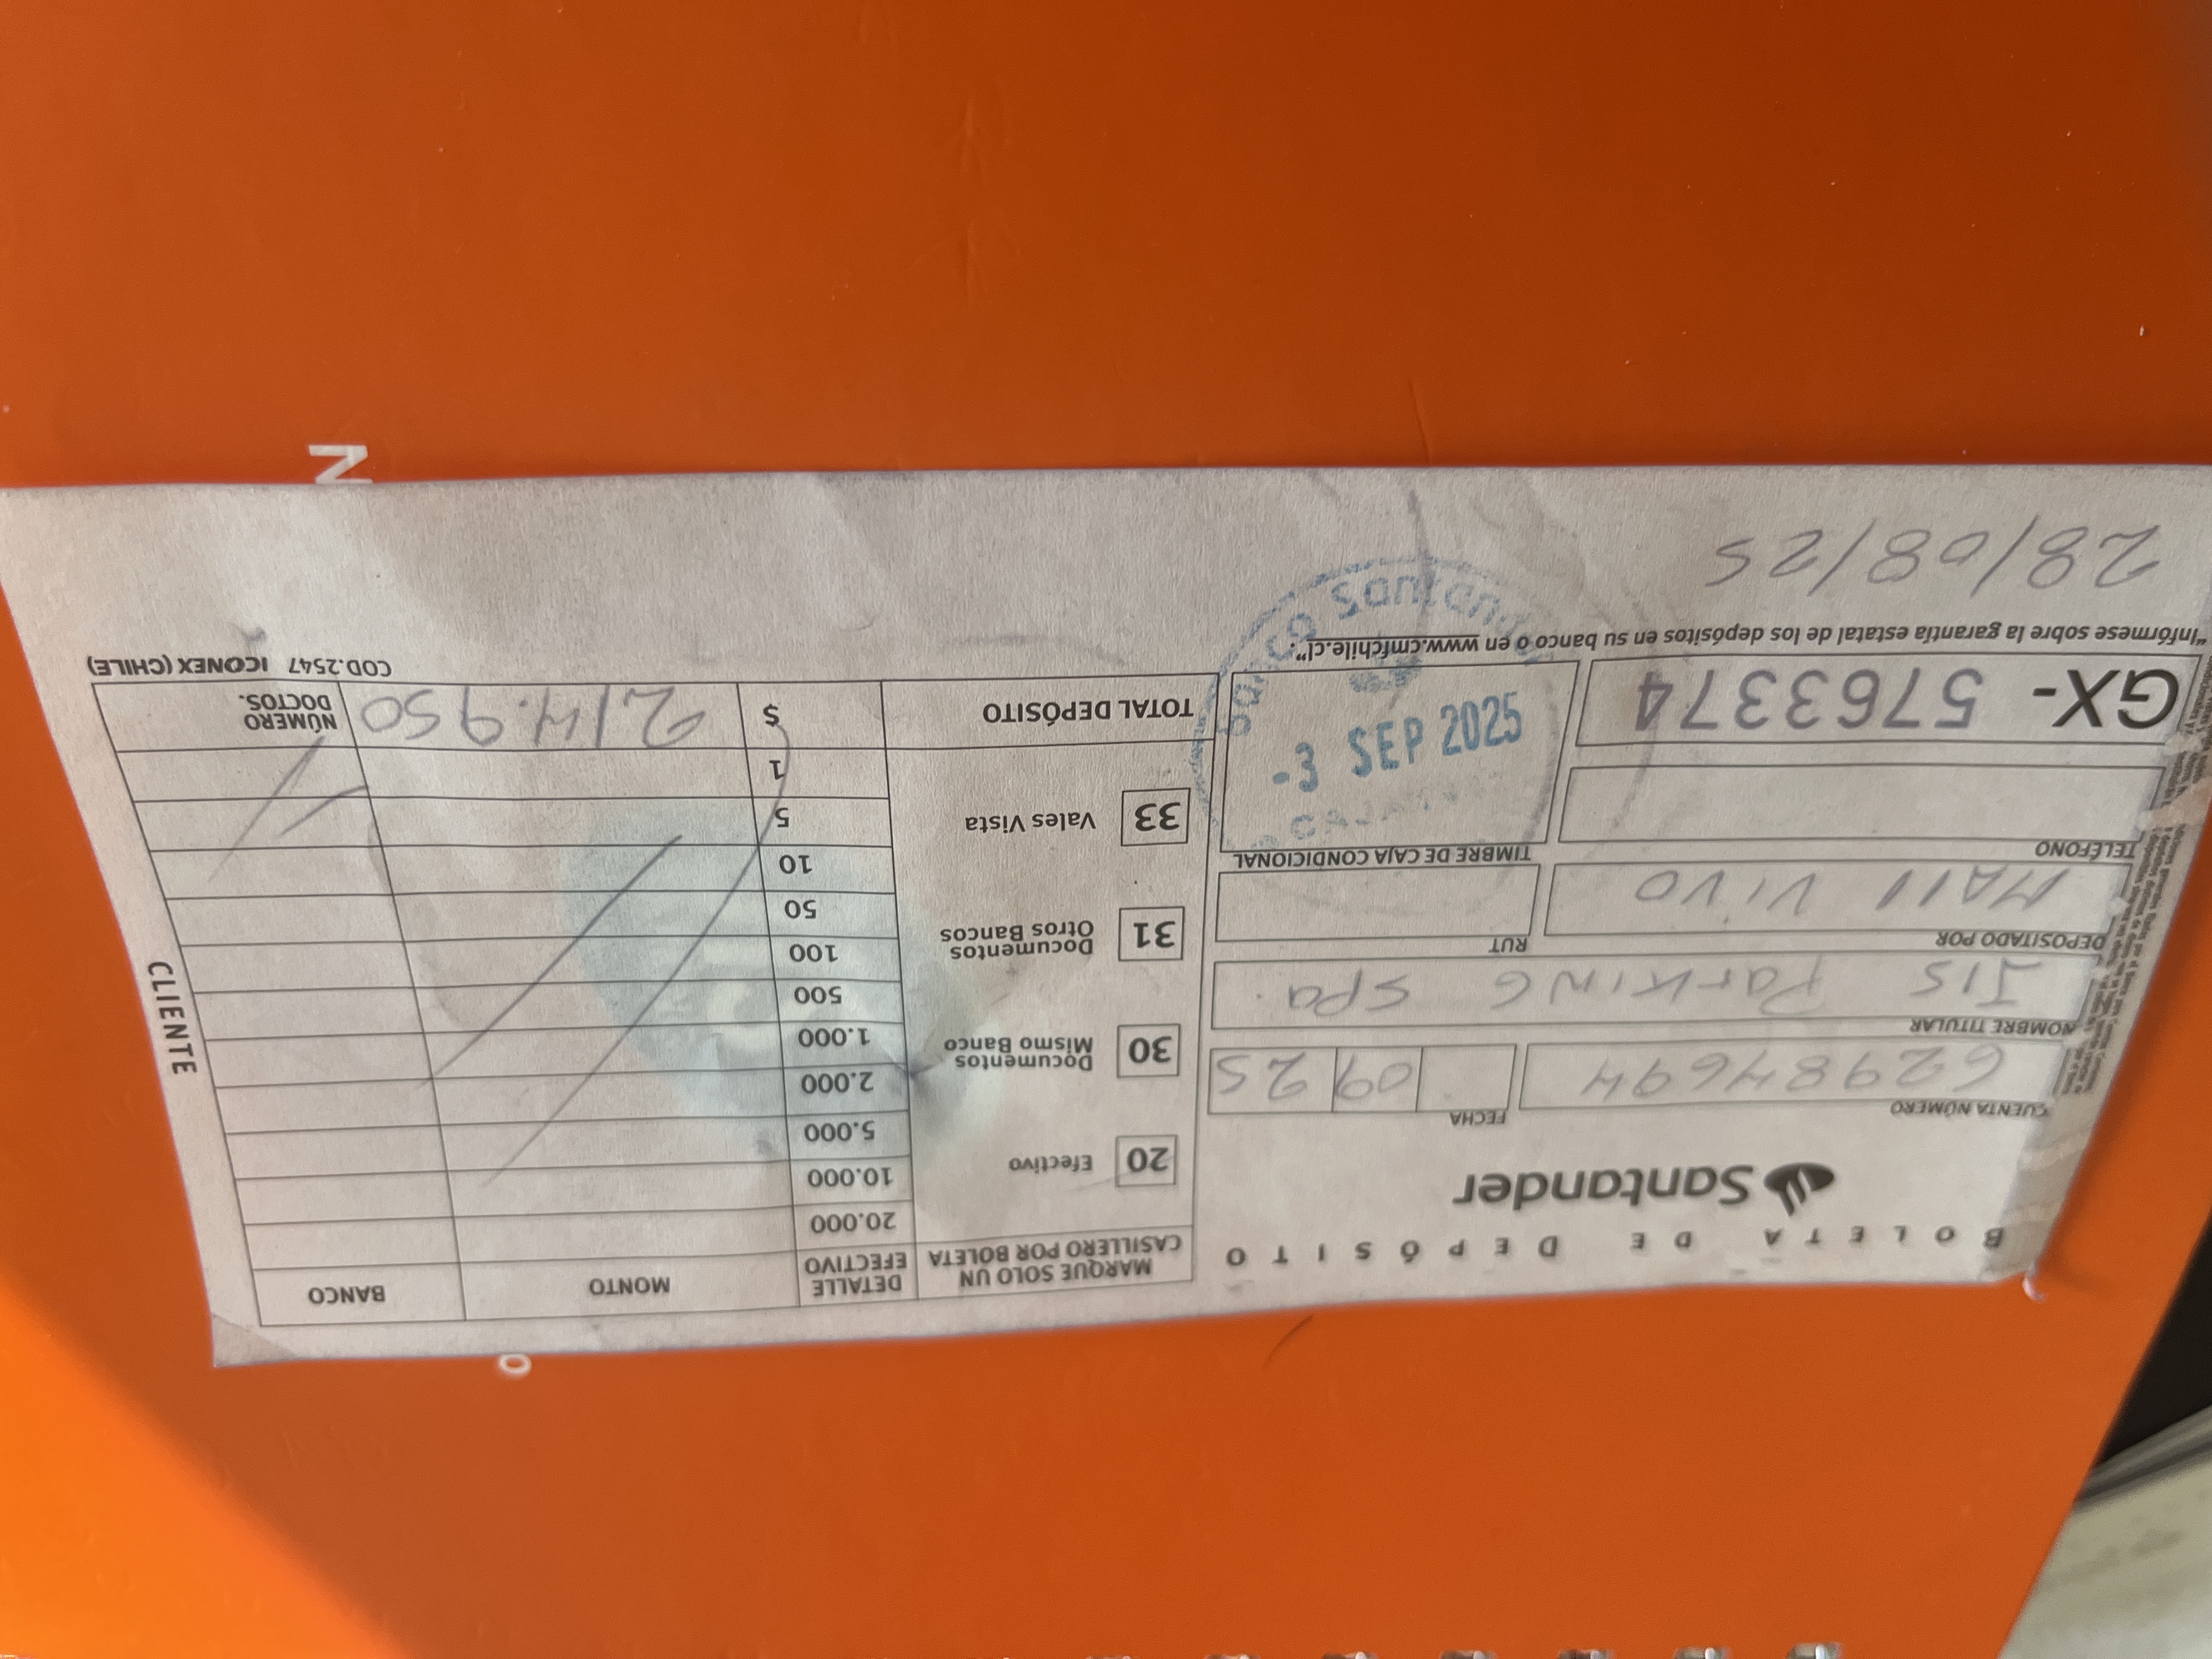 BOLETA DE DEPÓSITO
Santander
CUENTA NÚMERO
FECHA
62984694
09 25
NOMBRE TITULAR
JIS ParKING SPa.
DEPOSITADO POR
RUT
MAll VIVO
TELÉFONO
TIMBRE DE CAJA CONDICIONAL
GX- 5763374
Banco Santander
-3 SEP 2025
"Infórmese sobre la garantía estatal de los depósitos en su banco o en www.cmfchile.cl".
28/08/25
MARQUE SOLO UN
CASILLERO POR BOLETA
20 Efectivo
30 Documentos
Mismo Banco
31 Documentos
Otros Bancos
33 Vales Vista
TOTAL DEPÓSITO
DETALLE
EFECTIVO
MONTO
BANCO
20.000
10.000
5.000
2.000
1.000
500
100
50
10
5
1
$ 214.950
NÚMERO
DOCTOS.
COD.2547 ICONEX (CHILE)
CLIENTE
N
o